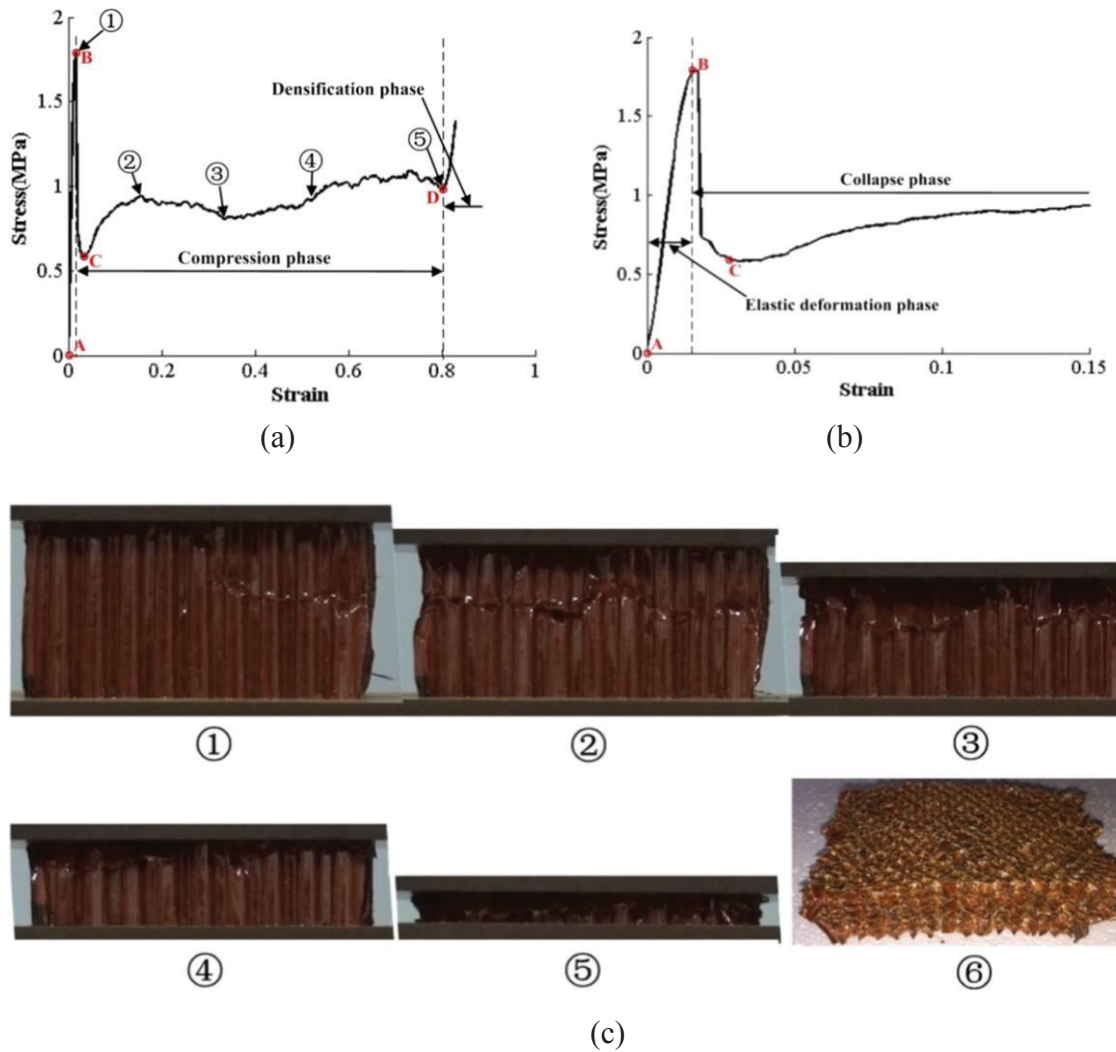 2
①
B
1.5
Densification phase
②
③
④
⑤
1
D
Stress(MPa)
C
0.5
Compression phase
A
0
0
0.2
0.4
0.6
0.8
1
Strain
(a)
2
B
1.5
Collapse phase
1
Stress(MPa)
C
0.5
Elastic deformation phase
A
0
0
0.05
0.1
0.15
Strain
(b)
①
②
③
④
⑤
⑥
(c)